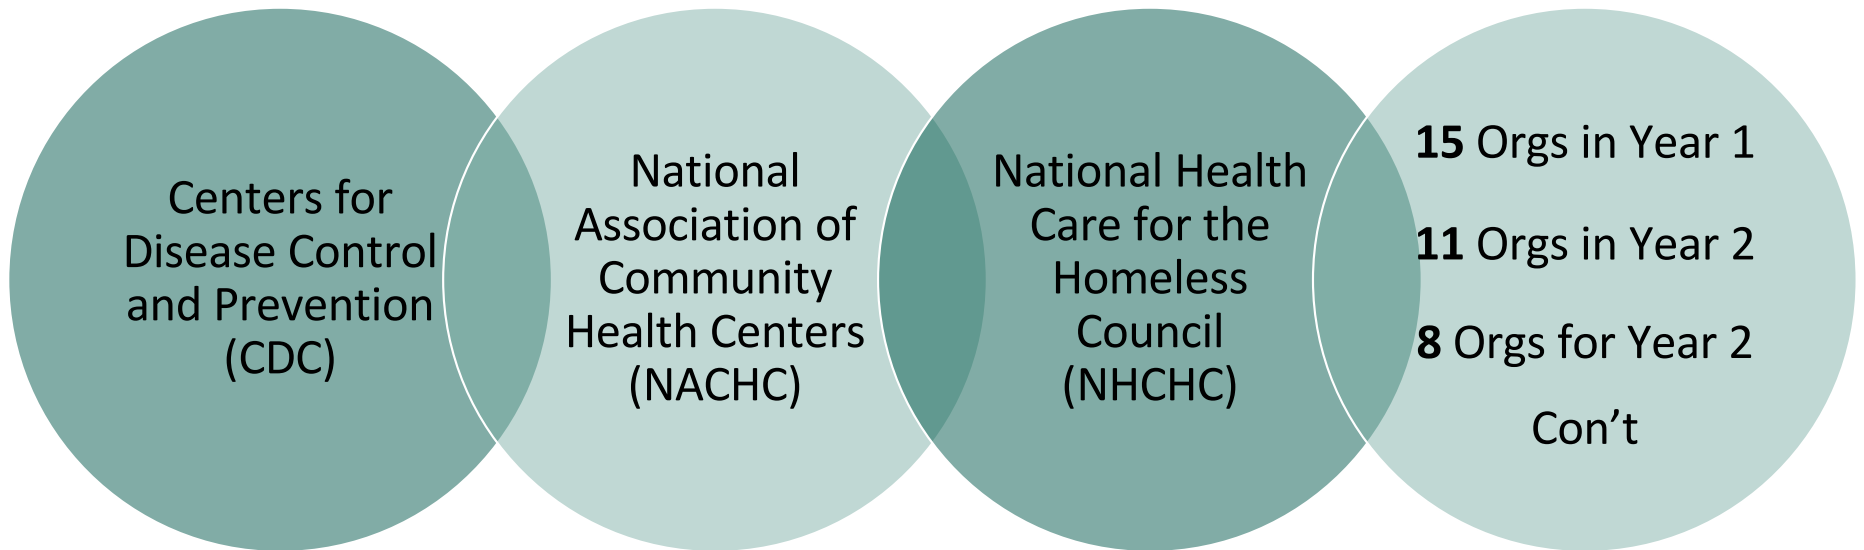 Centers for
Disease Control
and Prevention
(CDC)
National
Association of
Community
Health Centers
(NACHC)
National Health
Care for the
Homeless
Council
(NHCHC)
15 Orgs in Year 1
11 Orgs in Year 2
8 Orgs for Year 2
Con’t